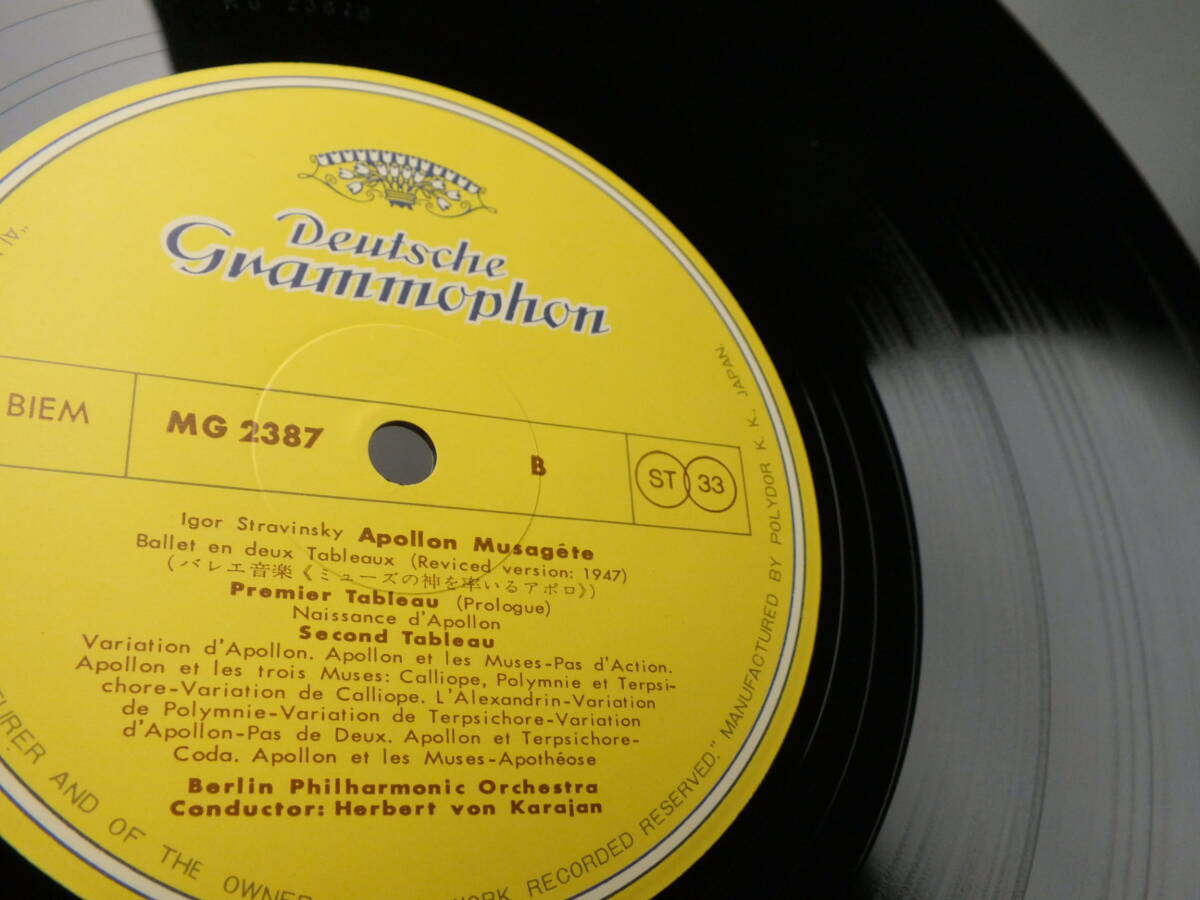 Deutsche
Grammophon
BIEM
MG 2387
B
ST 33
Igor Stravinsky Apollon Musagête
Ballet en deux Tableaux (Reviced version: 1947)
(バレエ音楽《ミューズの神を率いるアポロ》)
Premier Tableau (Prologue)
Naissance d'Apollon
Second Tableau
Variation d'Apollon. Apollon et les Muses-Pas d'Action.
Apollon et les trois Muses: Calliope, Polymnie et Terpsi-
chore-Variation de Calliope. L'Alexandrin-Variation
de Polymnie-Variation de Terpsichore-Variation
d'Apollon-Pas de Deux. Apollon et Terpsichore-
Coda. Apollon et les Muses-Apothéose
Berlin Philharmonic Orchestra
Conductor: Herbert von Karajan
TURER AND OF THE OWNER WORK RECORDED RESERVED." MANUFACTURED BY POLYDOR K. K. JAPAN.